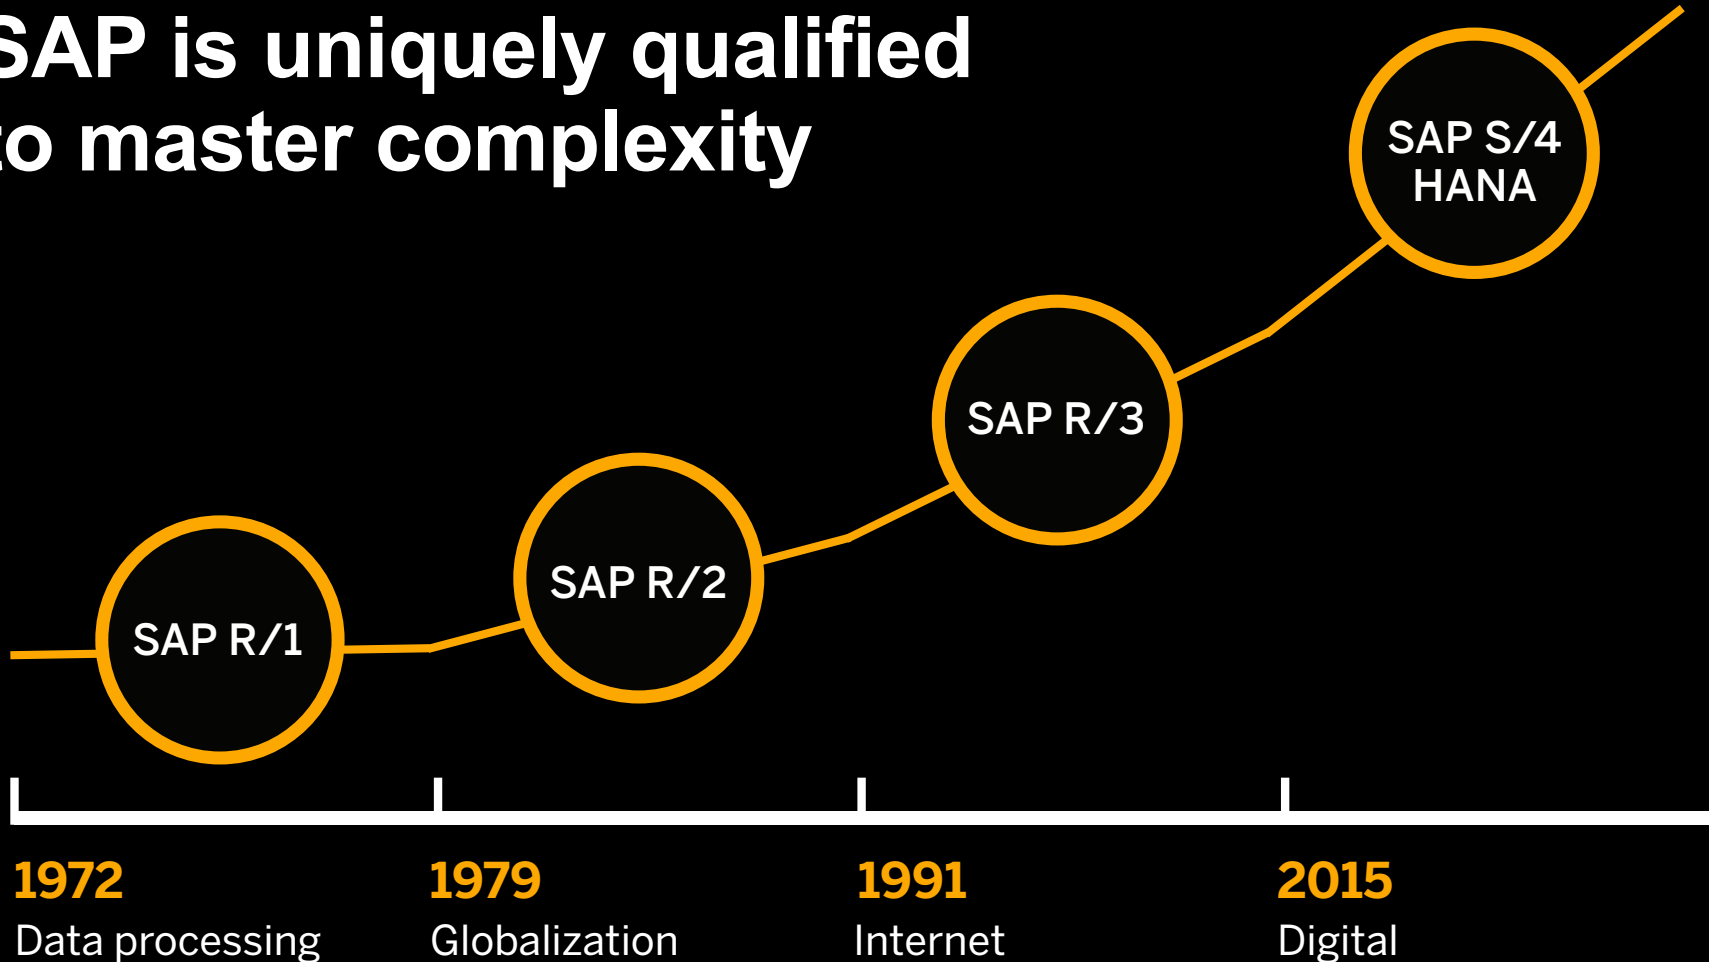 SAP is uniquely qualified
to master complexity
SAP S/4
HANA
SAP R/3
SAP R/2
SAP R/1
1972
Data processing
1979
Globalization
1991
Internet
2015
Digital